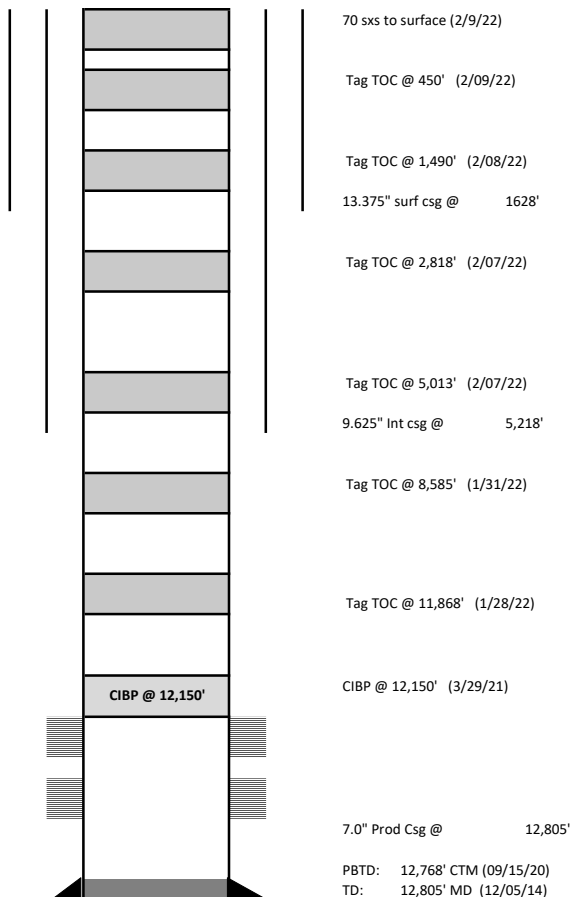 70 sxs to surface (2/9/22)
Tag TOC @ 450' (2/09/22)
Tag TOC @ 1,490' (2/08/22)
13.375" surf csg @ 1628'
Tag TOC @ 2,818' (2/07/22)
Tag TOC @ 5,013' (2/07/22)
9.625" Int csg @ 5,218'
Tag TOC @ 8,585' (1/31/22)
Tag TOC @ 11,868' (1/28/22)
CIBP @ 12,150'
CIBP @ 12,150' (3/29/21)
7.0" Prod Csg @ 12,805'
PBTD: 12,768' CTM (09/15/20)
TD: 12,805' MD (12/05/14)